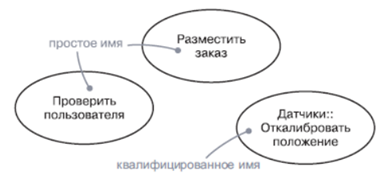 простое имя
Разместить
заказ
Проверить
пользователя
Датчики::
Откалибровать
положение
квалифицированное имя